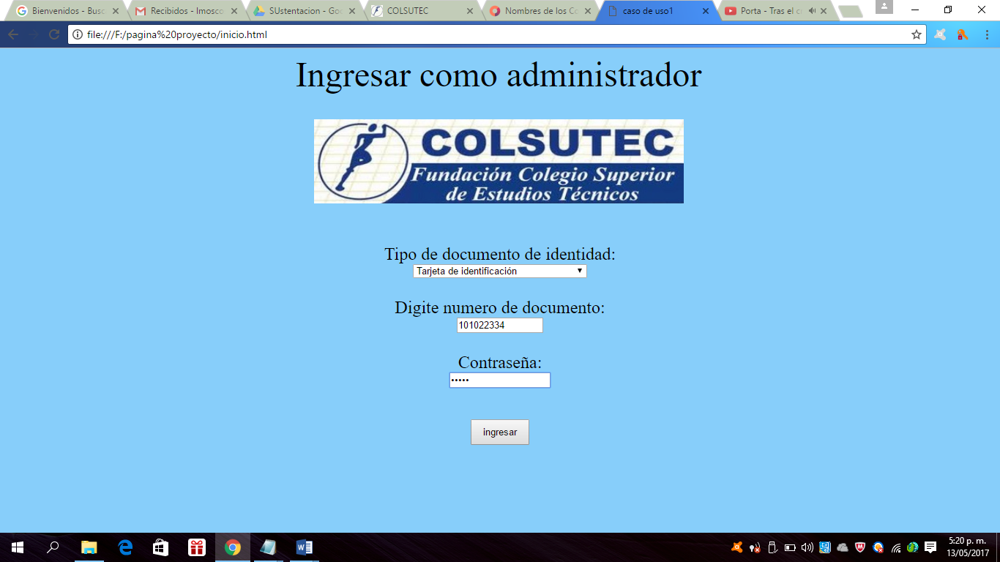 Bienvenidos - Busc
Recibidos - lmosco
SUstentacion - Goo
COLSUTEC
Nombres de los Co
caso de uso1
Porta - Tras el c
file:///F:/pagina%20proyecto/inicio.html
Ingresar como administrador
COLSUTEC
Fundación Colegio Superior
de Estudios Técnicos
Tipo de documento de identidad:
Tarjeta de identificación
Digite numero de documento:
101022334
Contraseña:
•••••
ingresar
5:20 p. m.
13/05/2017